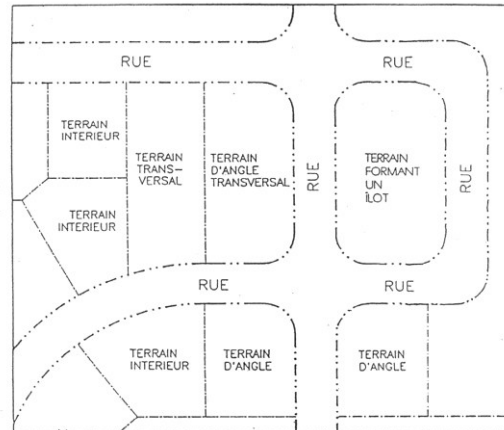 RUE
RUE
TERRAIN
INTERIEUR
TERRAIN
TRANS-
VERSAL
TERRAIN
D'ANGLE
TRANSVERSAL
RUE
TERRAIN
FORMANT
UN
ÎLOT
RUE
TERRAIN
INTERIEUR
RUE
RUE
TERRAIN
INTERIEUR
TERRAIN
D'ANGLE
TERRAIN
D'ANGLE